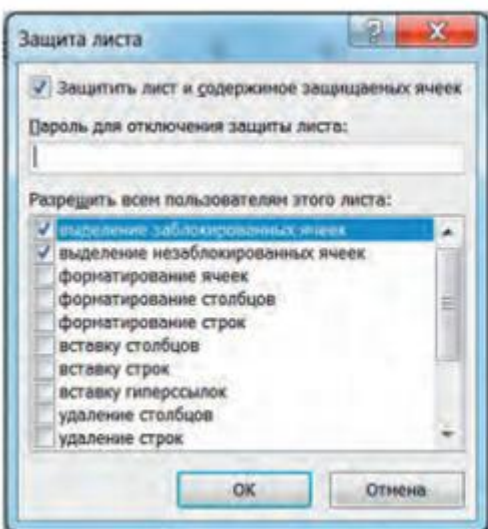 Защита листа
Защитить лист и содержимое защищаемых ячеек
Пароль для отключения защиты листа:
Разрешить всем пользователям этого листа:
выделение заблокированных ячеек
выделение незаблокированных ячеек
форматирование ячеек
форматирование столбцов
форматирование строк
вставку столбцов
вставку строк
вставку гиперссылок
удаление столбцов
удаление строк
ОК
Отмена